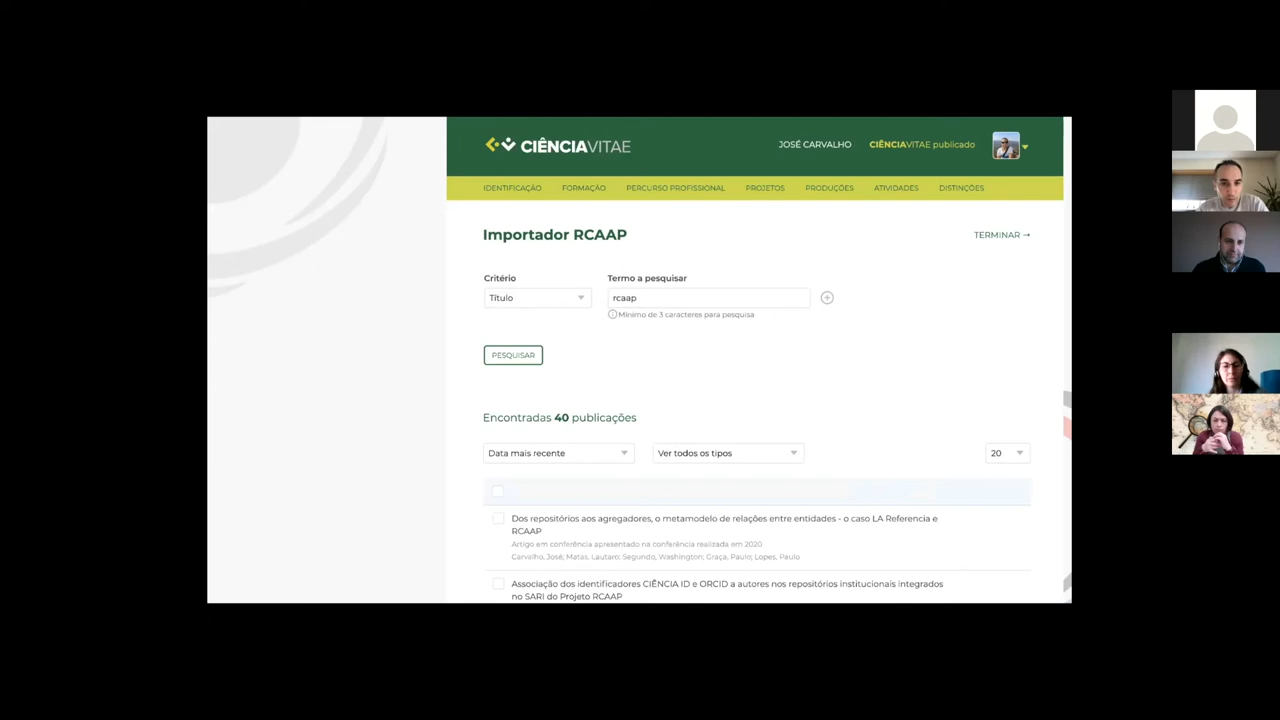 CIÊNCIAVITAE
JOSÉ CARVALHO
CIÊNCIAVITAE publicado
IDENTIFICAÇÃO FORMAÇÃO PERCURSO PROFISSIONAL PROJETOS PRODUÇÕES ATIVIDADES DISTINÇÕES
Importador RCAAP
TERMINAR →
Critério
Termo a pesquisar
Título
rcaap
Mínimo de 3 caracteres para pesquisa
PESQUISAR
Encontradas 40 publicações
Data mais recente
Ver todos os tipos
20
Dos repositórios aos agregadores, o metamodelo de relações entre entidades - o caso LA Referencia e
RCAAP
Artigo em conferência apresentado na conferência realizada em 2020
Carvalho, José; Matas, Lautaro; Segundo, Washington; Graça, Paulo; Lopes, Paulo
Associação dos identificadores CIÊNCIA ID e ORCID a autores nos repositórios institucionais integrados
no SARI do Projeto RCAAP